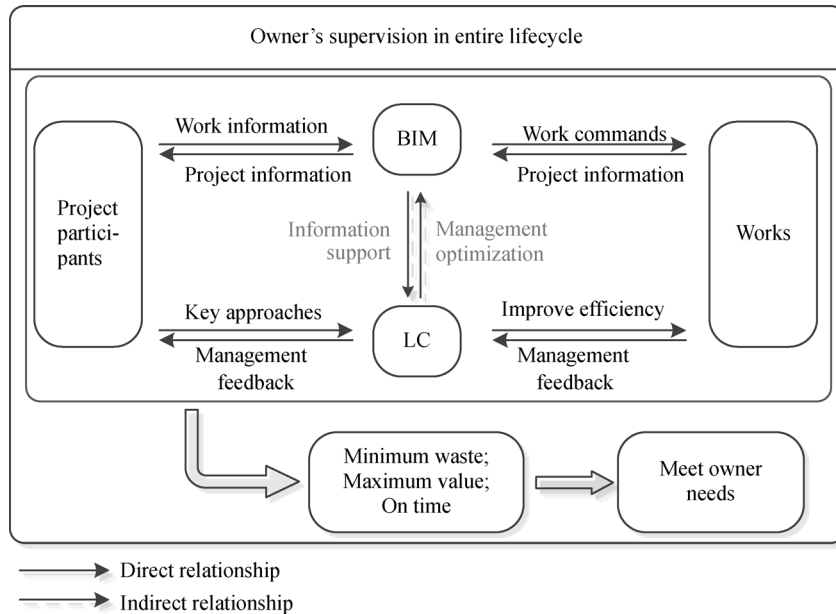 Owner's supervision in entire lifecycle
Work information
Project information
BIM
Work commands
Project information
Project
partici-
pants
Information
support
Management
optimization
Works
Key approaches
Management
feedback
LC
Improve efficiency
Management
feedback
Minimum waste;
Maximum value;
On time
Meet owner
needs
Direct relationship
Indirect relationship